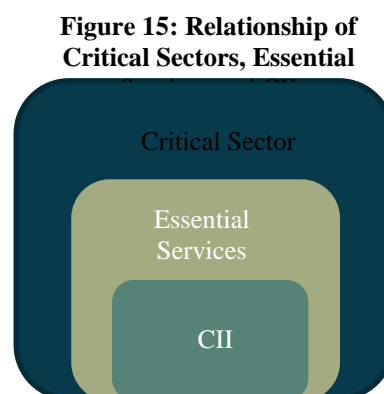 Figure 15: Relationship of
Critical Sectors, Essential
Critical Sector
Essential
Services
CII